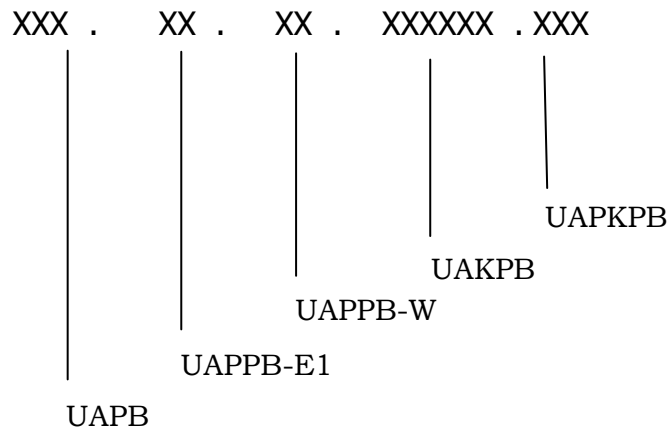 XXX . XX . XX . XXXXXX . XXX
UAPKPB
UAKPB
UAPPB-W
UAPPB-E1
UAPB